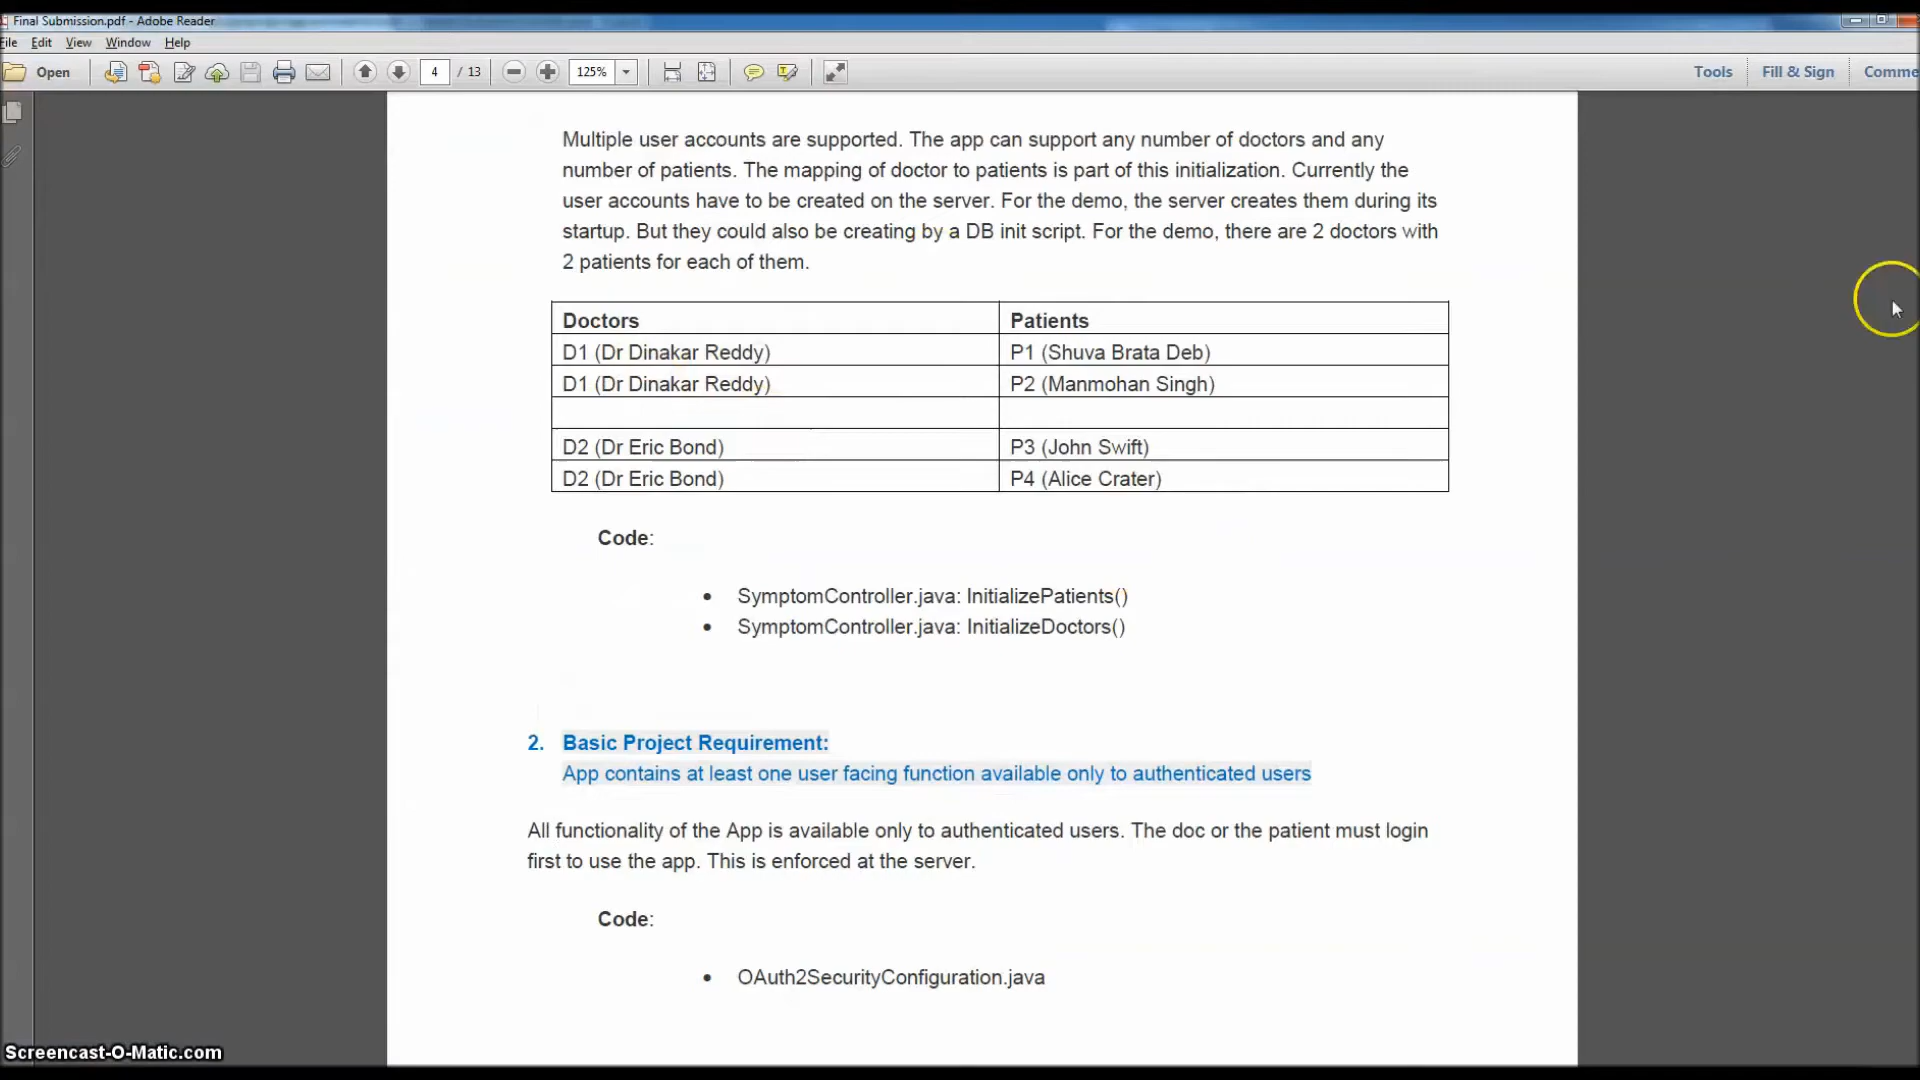 Final Submission.pdf - Adobe Reader
File Edit View Window Help
Open 4 / 13 125% Tools Fill & Sign
Multiple user accounts are supported. The app can support any number of doctors and any
number of patients. The mapping of doctor to patients is part of this initialization. Currently the
user accounts have to be created on the server. For the demo, the server creates them during its
startup. But they could also be creating by a DB init script. For the demo, there are 2 doctors with
2 patients for each of them.
Doctors Patients
D1 (Dr Dinakar Reddy) P1 (Shuva Brata Deb)
D1 (Dr Dinakar Reddy) P2 (Manmohan Singh)
D2 (Dr Eric Bond) P3 (John Swift)
D2 (Dr Eric Bond) P4 (Alice Crater)
Code:
• SymptomController.java: InitializePatients()
• SymptomController.java: InitializeDoctors()
2. Basic Project Requirement:
App contains at least one user facing function available only to authenticated users
All functionality of the App is available only to authenticated users. The doc or the patient must login
first to use the app. This is enforced at the server.
Code:
• OAuth2SecurityConfiguration.java
Screencast-O-Matic.com